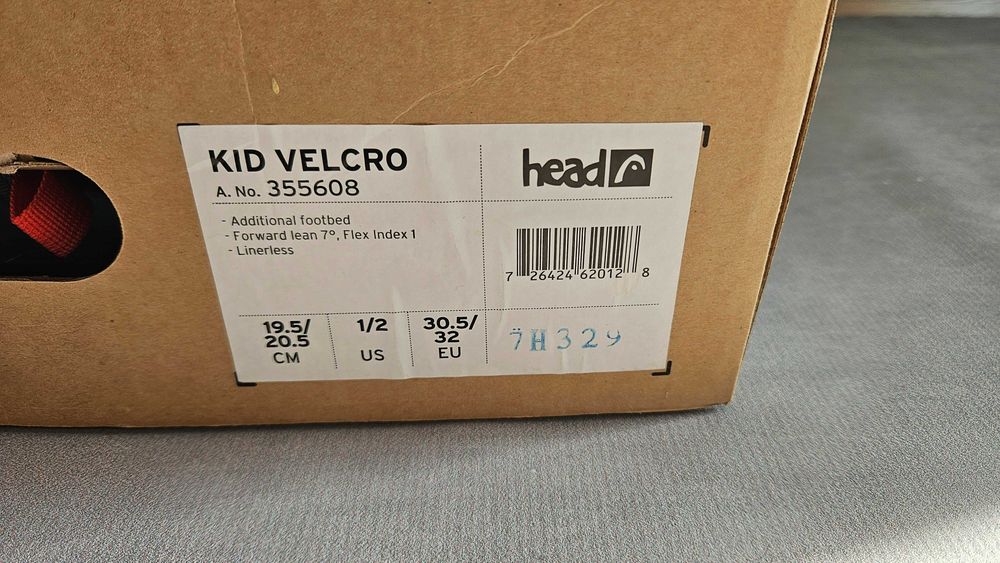 KID VELCRO
A. No. 355608
head
- Additional footbed
- Forward lean 7°, Flex Index 1
- Linerless
7 26424 62012 8
19.5/
20.5
CM
1/2
US
30.5/
32
EU
7H329